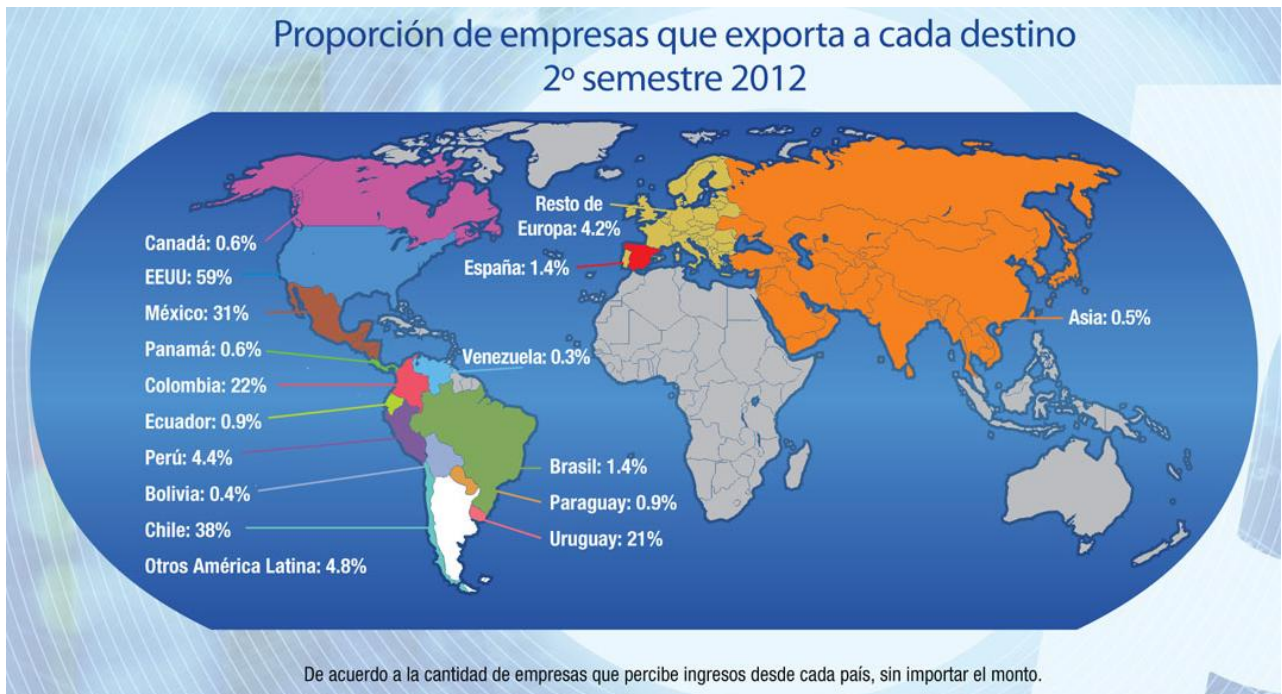 Proporción de empresas que exporta a cada destino
2º semestre 2012
Canadá: 0.6%
EEUU: 59%
México: 31%
Panamá: 0.6%
Colombia: 22%
Ecuador: 0.9%
Perú: 4.4%
Bolivia: 0.4%
Chile: 38%
Otros América Latina: 4.8%
Venezuela: 0.3%
Brasil: 1.4%
Paraguay: 0.9%
Uruguay: 21%
Resto de
Europa: 4.2%
España: 1.4%
Asia: 0.5%
De acuerdo a la cantidad de empresas que percibe ingresos desde cada país, sin importar el monto.